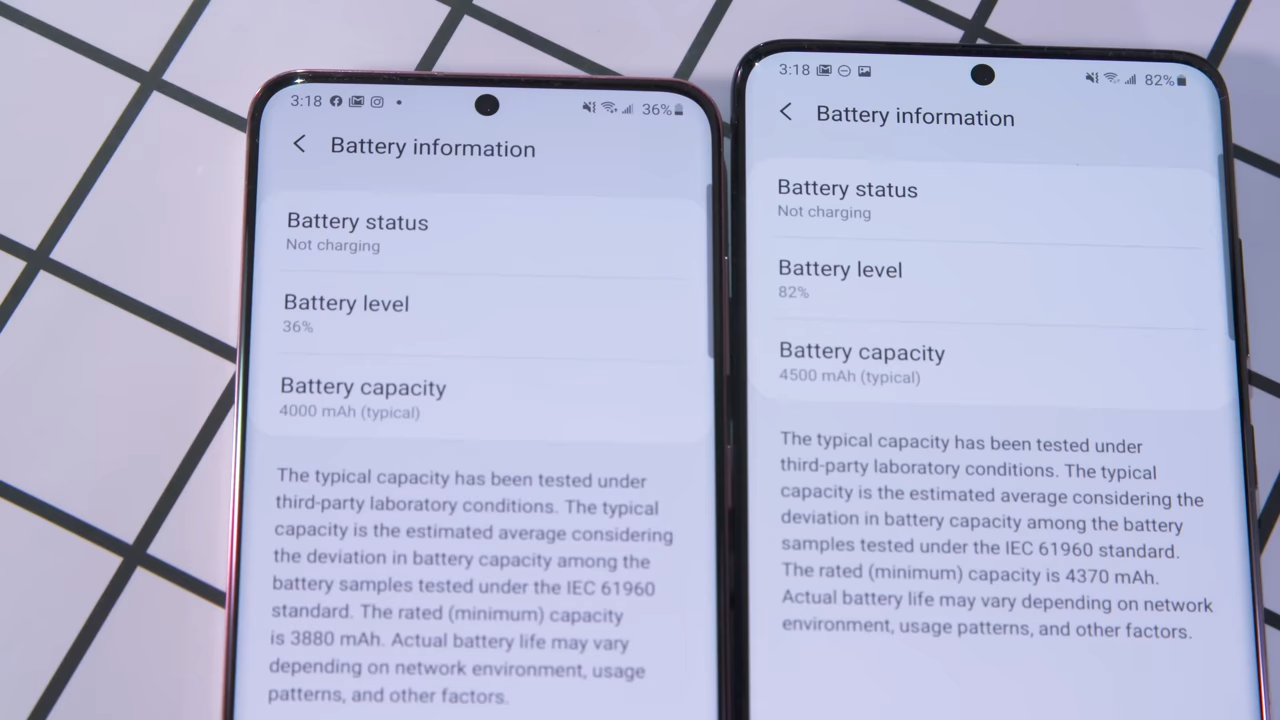 3:18
36%
Battery information
Battery status
Not charging
Battery level
36%
Battery capacity
4000 mAh (typical)
The typical capacity has been tested under
third-party laboratory conditions. The typical
capacity is the estimated average considering
the deviation in battery capacity among the
battery samples tested under the IEC 61960
standard. The rated (minimum) capacity
is 3880 mAh. Actual battery life may vary
depending on network environment, usage
patterns, and other factors.
3:18
82%
Battery information
Battery status
Not charging
Battery level
82%
Battery capacity
4500 mAh (typical)
The typical capacity has been tested under
third-party laboratory conditions. The typical
capacity is the estimated average considering the
deviation in battery capacity among the battery
samples tested under the IEC 61960 standard.
The rated (minimum) capacity is 4370 mAh.
Actual battery life may vary depending on network
environment, usage patterns, and other factors.